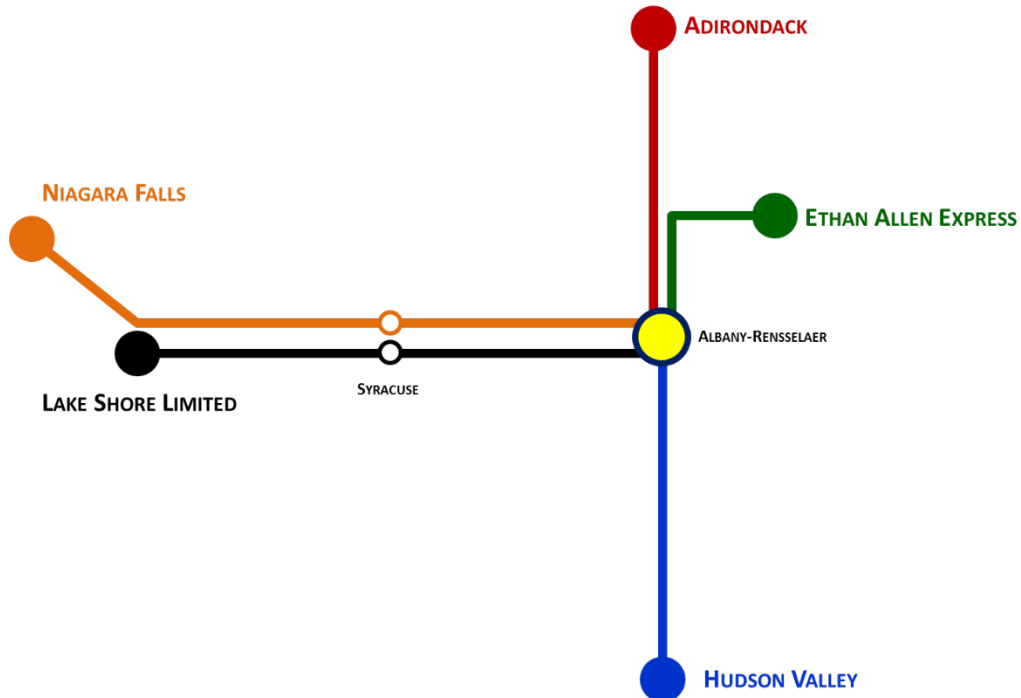 Adirondack
Niagara Falls
Ethan Allen Express
Albany-Rensselaer
Syracuse
Lake Shore Limited
Hudson Valley